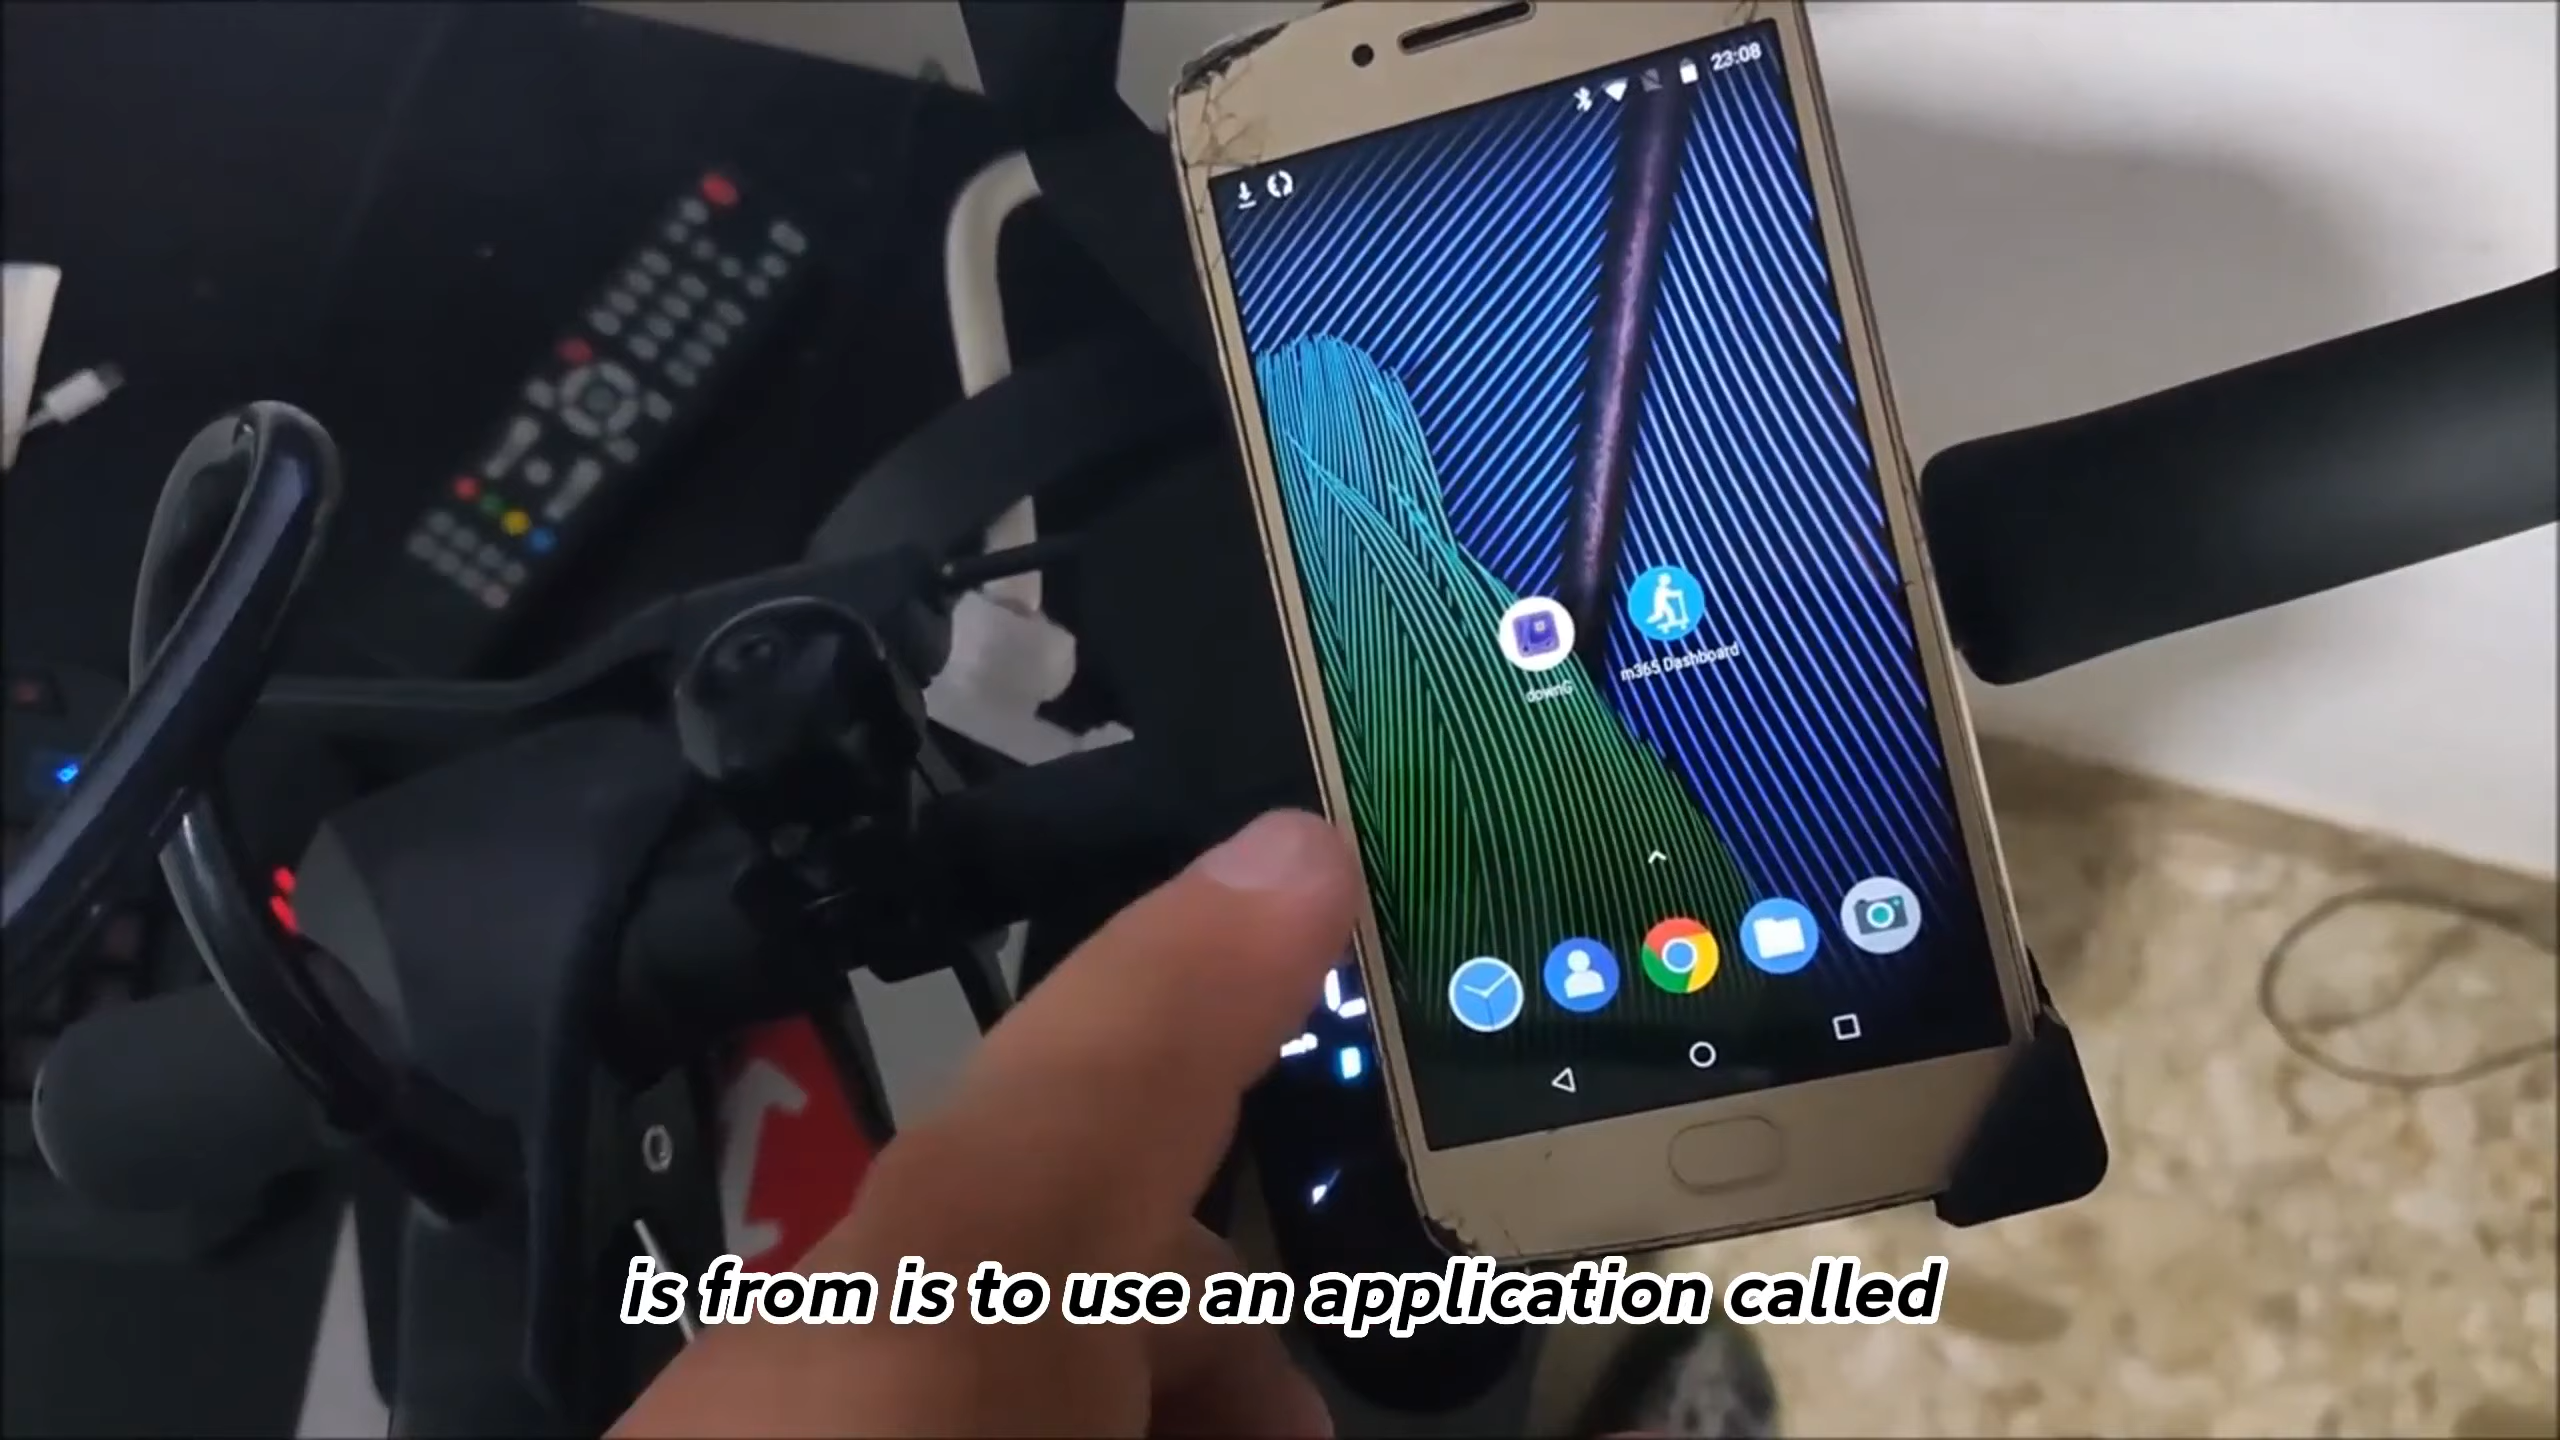 23:08
downG
m365 Dashboard
is from is to use an application called